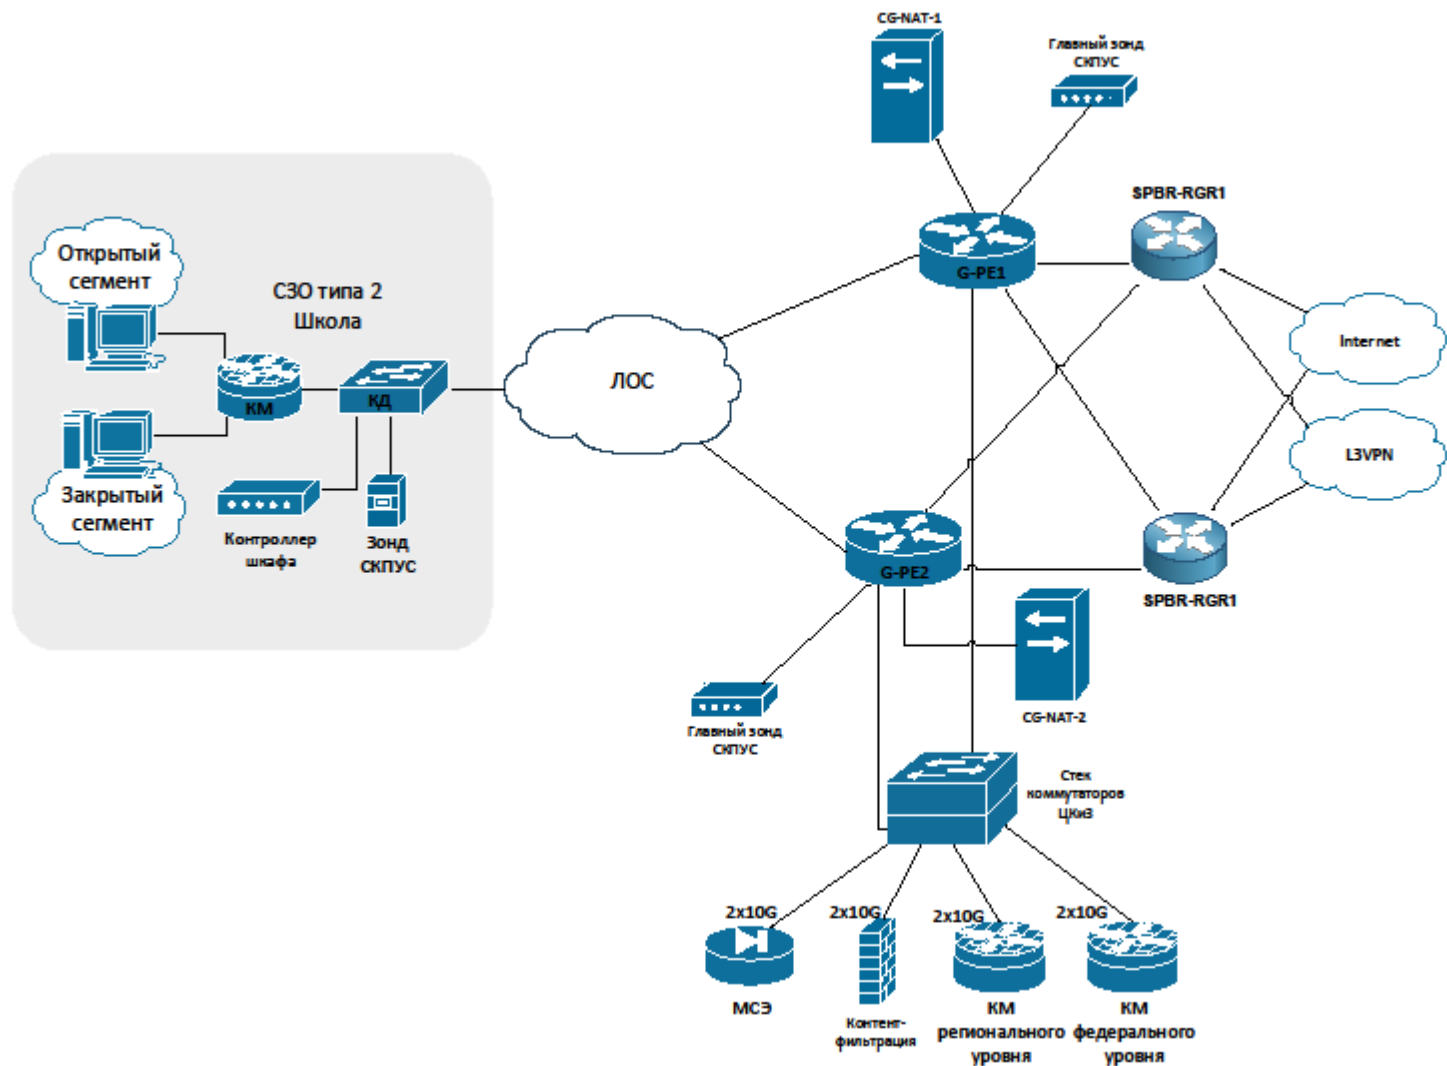 CG-NAT-1
Главный зонд
СКПУС
SPBR-RGR1
Открытый
сегмент
СЗО типа 2
Школа
G-PE1
Internet
ЛОС
КМ
КД
L3VPN
Закрытый
сегмент
Контроллер
шкафа
Зонд
СКПУС
G-PE2
SPBR-RGR1
Главный зонд
СКПУС
CG-NAT-2
Стек
коммутаторов
ЦКиЗ
2x10G
2x10G
2x10G
2x10G
МСЭ
Контент-
фильтрация
КМ
регионального
уровня
КМ
федерального
уровня